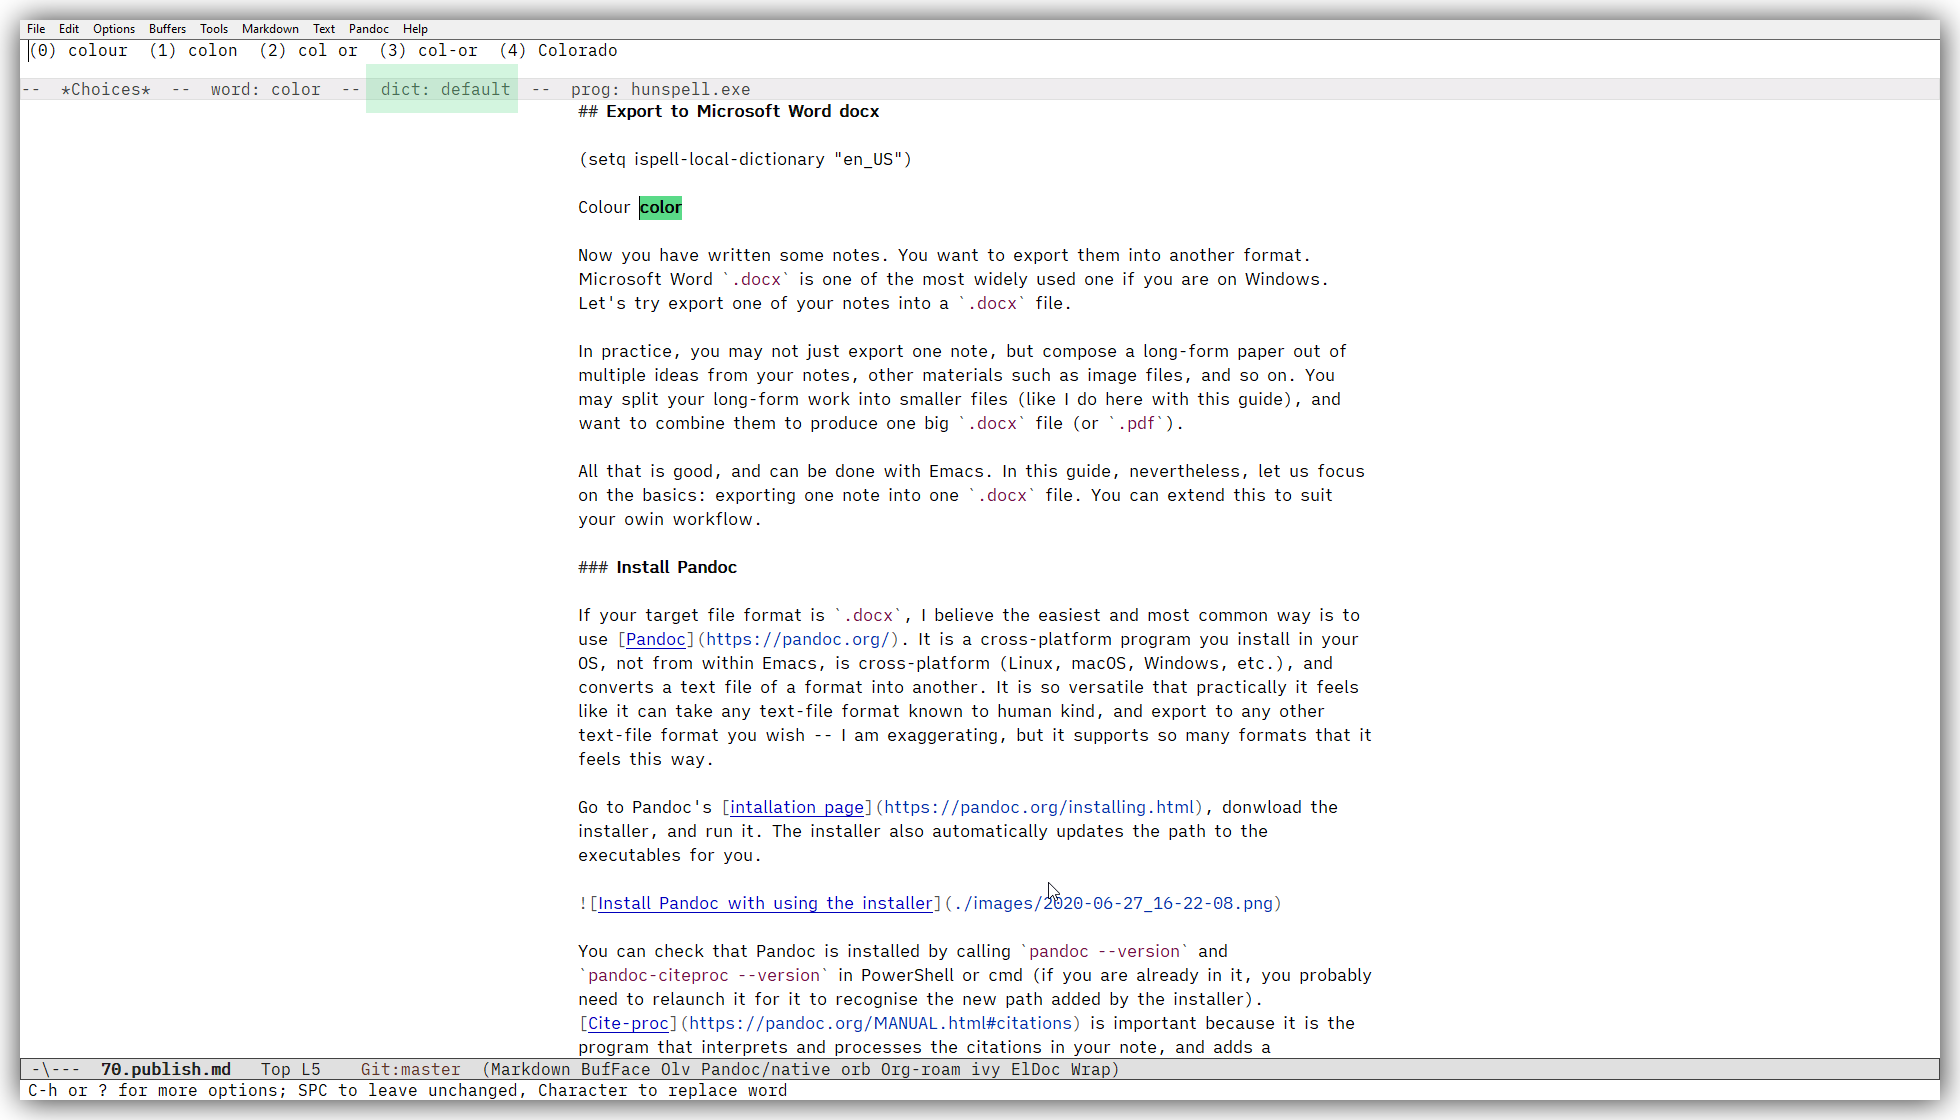 File Edit Options Buffers Tools Markdown Text Pandoc Help
(0) colour (1) colon (2) col or (3) col-or (4) Colorado
-- *Choices* -- word: color -- dict: default -- prog: hunspell.exe
## Export to Microsoft Word docx
(setq ispell-local-dictionary "en_US")
Colour color
Now you have written some notes. You want to export them into another format.
Microsoft Word `.docx` is one of the most widely used one if you are on Windows.
Let's try export one of your notes into a `.docx` file.
In practice, you may not just export one note, but compose a long-form paper out of
multiple ideas from your notes, other materials such as image files, and so on. You
may split your long-form work into smaller files (like I do here with this guide), and
want to combine them to produce one big `.docx` file (or `.pdf`).
All that is good, and can be done with Emacs. In this guide, nevertheless, let us focus
on the basics: exporting one note into one `.docx` file. You can extend this to suit
your owin workflow.
### Install Pandoc
If your target file format is `.docx`, I believe the easiest and most common way is to
use [Pandoc](https://pandoc.org/). It is a cross-platform program you install in your
OS, not from within Emacs, is cross-platform (Linux, macOS, Windows, etc.), and
converts a text file of a format into another. It is so versatile that practically it feels
like it can take any text-file format known to human kind, and export to any other
text-file format you wish -- I am exaggerating, but it supports so many formats that it
feels this way.
Go to Pandoc's [intallation page](https://pandoc.org/installing.html), donwload the
installer, and run it. The installer also automatically updates the path to the
executables for you.
![Install Pandoc with using the installer](./images/2020-06-27_16-22-08.png)
You can check that Pandoc is installed by calling `pandoc --version` and
`pandoc-citeproc --version` in PowerShell or cmd (if you are already in it, you probably
need to relaunch it for it to recognise the new path added by the installer).
[Cite-proc](https://pandoc.org/MANUAL.html#citations) is important because it is the
program that interprets and processes the citations in your note, and adds a
-\--- 70.publish.md Top L5 Git:master (Markdown BufFace Olv Pandoc/native orb Org-roam ivy ElDoc Wrap)
C-h or ? for more options; SPC to leave unchanged, Character to replace word